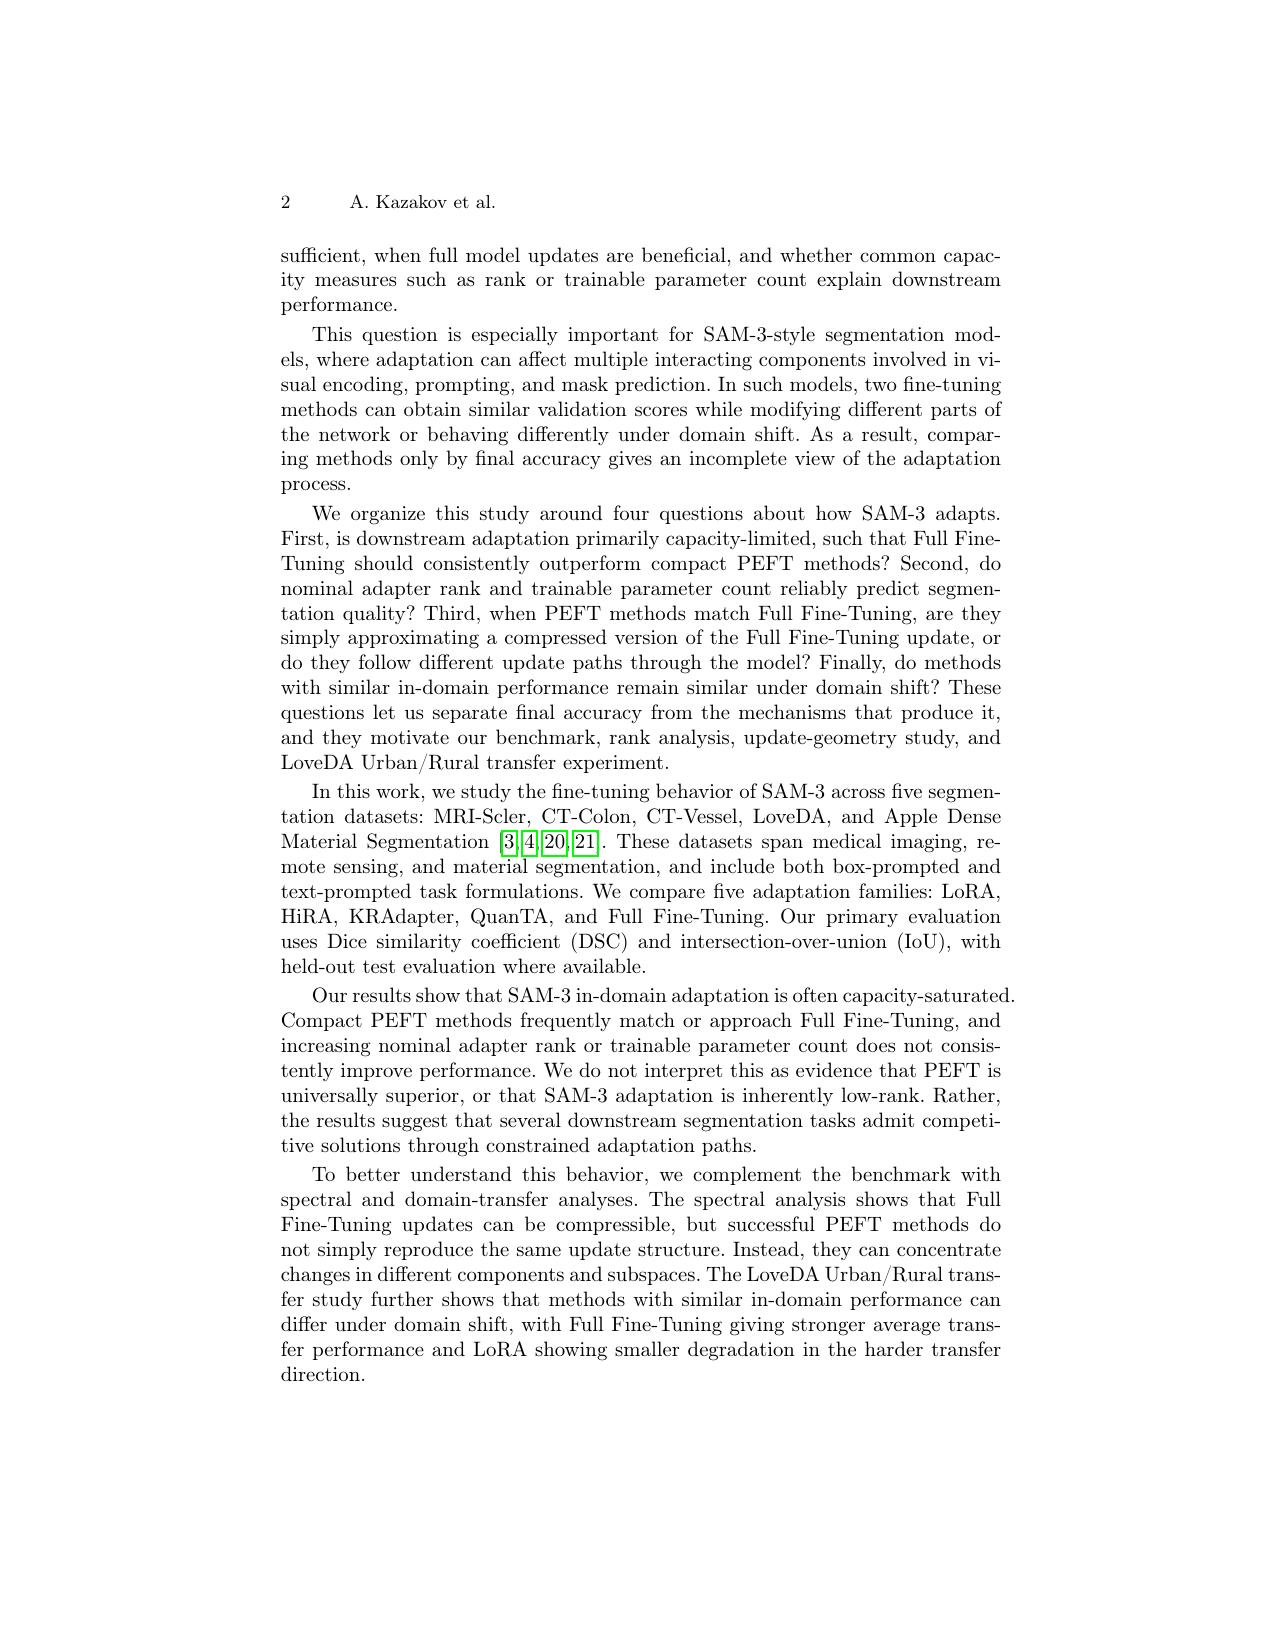 2 A. Kazakov et al.
sufficient, when full model updates are beneficial, and whether common capac-
ity measures such as rank or trainable parameter count explain downstream
performance.
This question is especially important for SAM-3-style segmentation mod-
els, where adaptation can affect multiple interacting components involved in vi-
sual encoding, prompting, and mask prediction. In such models, two fine-tuning
methods can obtain similar validation scores while modifying different parts of
the network or behaving differently under domain shift. As a result, compar-
ing methods only by final accuracy gives an incomplete view of the adaptation
process.
We organize this study around four questions about how SAM-3 adapts.
First, is downstream adaptation primarily capacity-limited, such that Full Fine-
Tuning should consistently outperform compact PEFT methods? Second, do
nominal adapter rank and trainable parameter count reliably predict segmen-
tation quality? Third, when PEFT methods match Full Fine-Tuning, are they
simply approximating a compressed version of the Full Fine-Tuning update, or
do they follow different update paths through the model? Finally, do methods
with similar in-domain performance remain similar under domain shift? These
questions let us separate final accuracy from the mechanisms that produce it,
and they motivate our benchmark, rank analysis, update-geometry study, and
LoveDA Urban/Rural transfer experiment.
In this work, we study the fine-tuning behavior of SAM-3 across five segmen-
tation datasets: MRI-Scler, CT-Colon, CT-Vessel, LoveDA, and Apple Dense
Material Segmentation [3,4,20,21]. These datasets span medical imaging, re-
mote sensing, and material segmentation, and include both box-prompted and
text-prompted task formulations. We compare five adaptation families: LoRA,
HiRA, KRAdapter, QuanTA, and Full Fine-Tuning. Our primary evaluation
uses Dice similarity coefficient (DSC) and intersection-over-union (IoU), with
held-out test evaluation where available.
Our results show that SAM-3 in-domain adaptation is often capacity-saturated.
Compact PEFT methods frequently match or approach Full Fine-Tuning, and
increasing nominal adapter rank or trainable parameter count does not consis-
tently improve performance. We do not interpret this as evidence that PEFT is
universally superior, or that SAM-3 adaptation is inherently low-rank. Rather,
the results suggest that several downstream segmentation tasks admit competi-
tive solutions through constrained adaptation paths.
To better understand this behavior, we complement the benchmark with
spectral and domain-transfer analyses. The spectral analysis shows that Full
Fine-Tuning updates can be compressible, but successful PEFT methods do
not simply reproduce the same update structure. Instead, they can concentrate
changes in different components and subspaces. The LoveDA Urban/Rural trans-
fer study further shows that methods with similar in-domain performance can
differ under domain shift, with Full Fine-Tuning giving stronger average trans-
fer performance and LoRA showing smaller degradation in the harder transfer
direction.